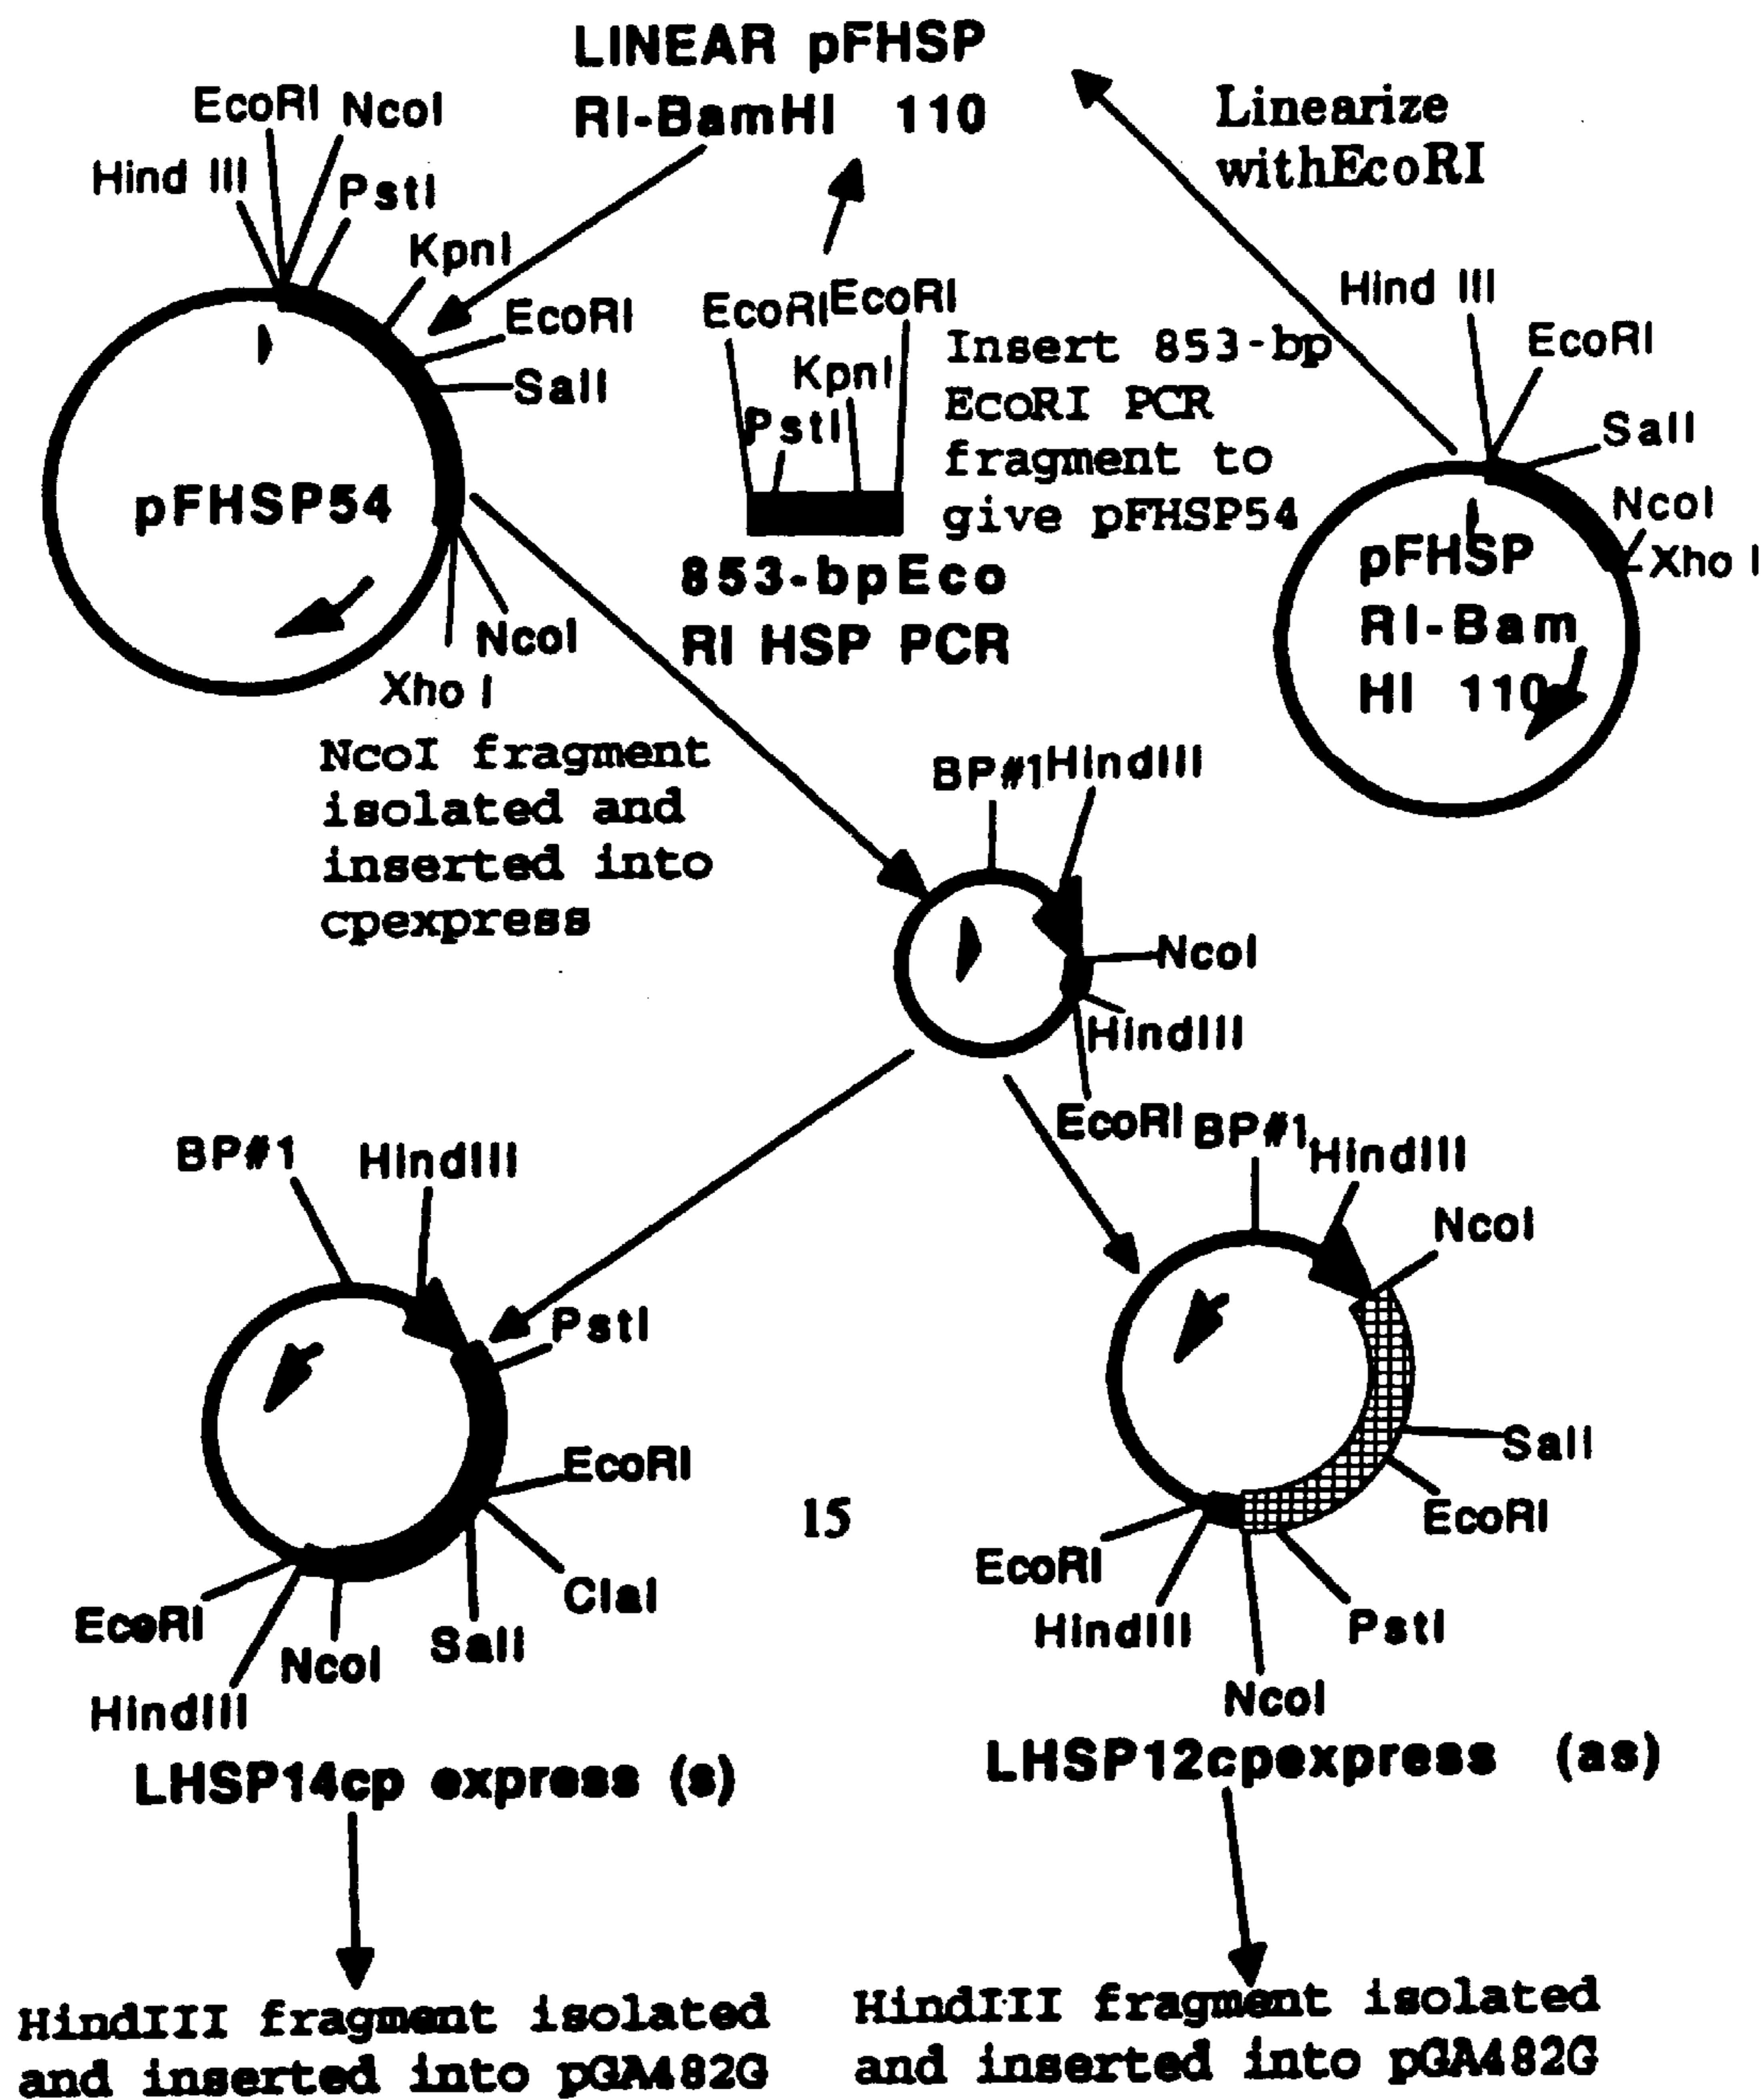 LINEAR pFHSP
RI-BamHI 110
Linearize
withEcoRI
EcoRI NcoI
Hind III
PstI
KpnI
EcoRI
SalI
pFHSP54
NcoI
Xho I
EcoRI EcoRI
KpnI
PstI
853-bpEco
RI HSP PCR
Insert 853-bp
EcoRI PCR
fragment to
give pFHSP54
Hind III
EcoRI
SalI
NcoI
Xho I
pFHSP
RI-Bam
HI 110
NcoI fragment
isolated and
inserted into
cpexpress
BP#1 HindIII
NcoI
HindIII
EcoRI
BP#1
HindIII
PstI
EcoRI
ClaI
SalI
NcoI
HindIII
EcoRI
LHSP14cp express (s)
15
BP#1 HindIII
NcoI
SalI
EcoRI
PstI
NcoI
HindIII
EcoRI
LHSP12cpexpress (as)
HindIII fragment isolated
and inserted into pGA482G
HindIII fragment isolated
and inserted into pGA482G